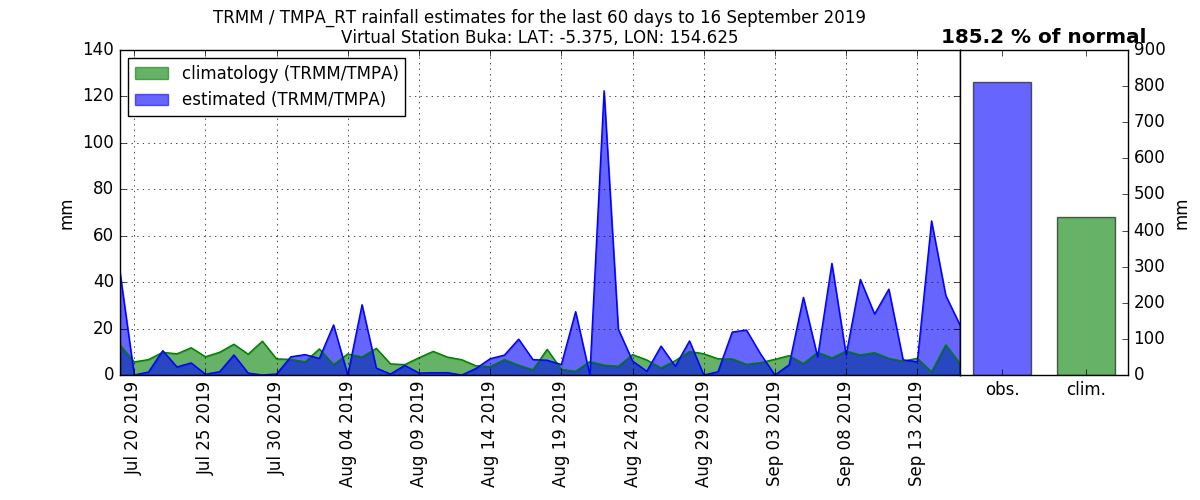 TRMM / TMPA_RT rainfall estimates for the last 60 days to 16 September 2019
Virtual Station Buka: LAT: -5.375, LON: 154.625
185.2 % of normal
climatology (TRMM/TMPA)
estimated (TRMM/TMPA)
140
120
100
80
60
40
20
0
mm
900
800
700
600
500
400
300
200
100
0
mm
Jul 20 2019
Jul 25 2019
Jul 30 2019
Aug 04 2019
Aug 09 2019
Aug 14 2019
Aug 19 2019
Aug 24 2019
Aug 29 2019
Sep 03 2019
Sep 08 2019
Sep 13 2019
obs.
clim.